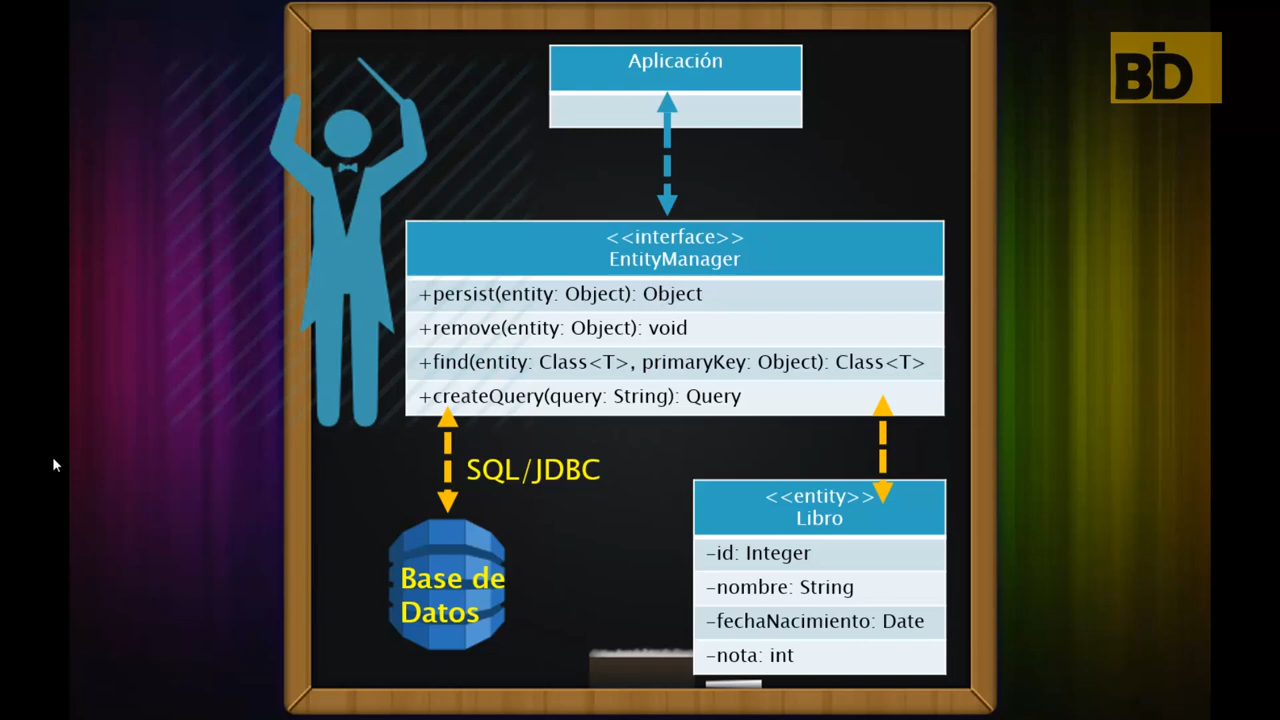 BD
Aplicación
<<interface>>
EntityManager
+persist(entity: Object): Object
+remove(entity: Object): void
+find(entity: Class<T>, primaryKey: Object): Class<T>
+createQuery(query: String): Query
SQL/JDBC
Base de
Datos
<<entity>>
Libro
-id: Integer
-nombre: String
-fechaNacimiento: Date
-nota: int